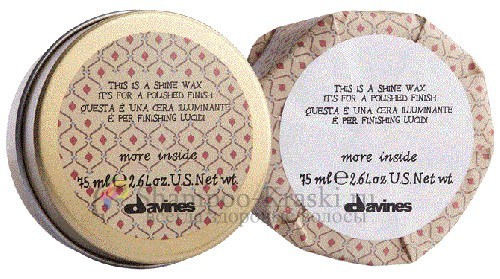 THIS IS A SHINE WAX
IT'S FOR A POLISHED FINISH
QUESTA È UNA CERA ILLUMINANTE
È PER FINISHING LUCIDI
more inside
75 ml e 2.6 oz. U.S. Net wt.
davines
THIS IS A SHINE WAX
IT'S FOR A POLISHED FINISH
QUESTA È UNA CERA ILLUMINANTE
È PER FINISHING LUCIDI
more inside
75 ml e 2.6 oz. U.S. Net wt.
davines